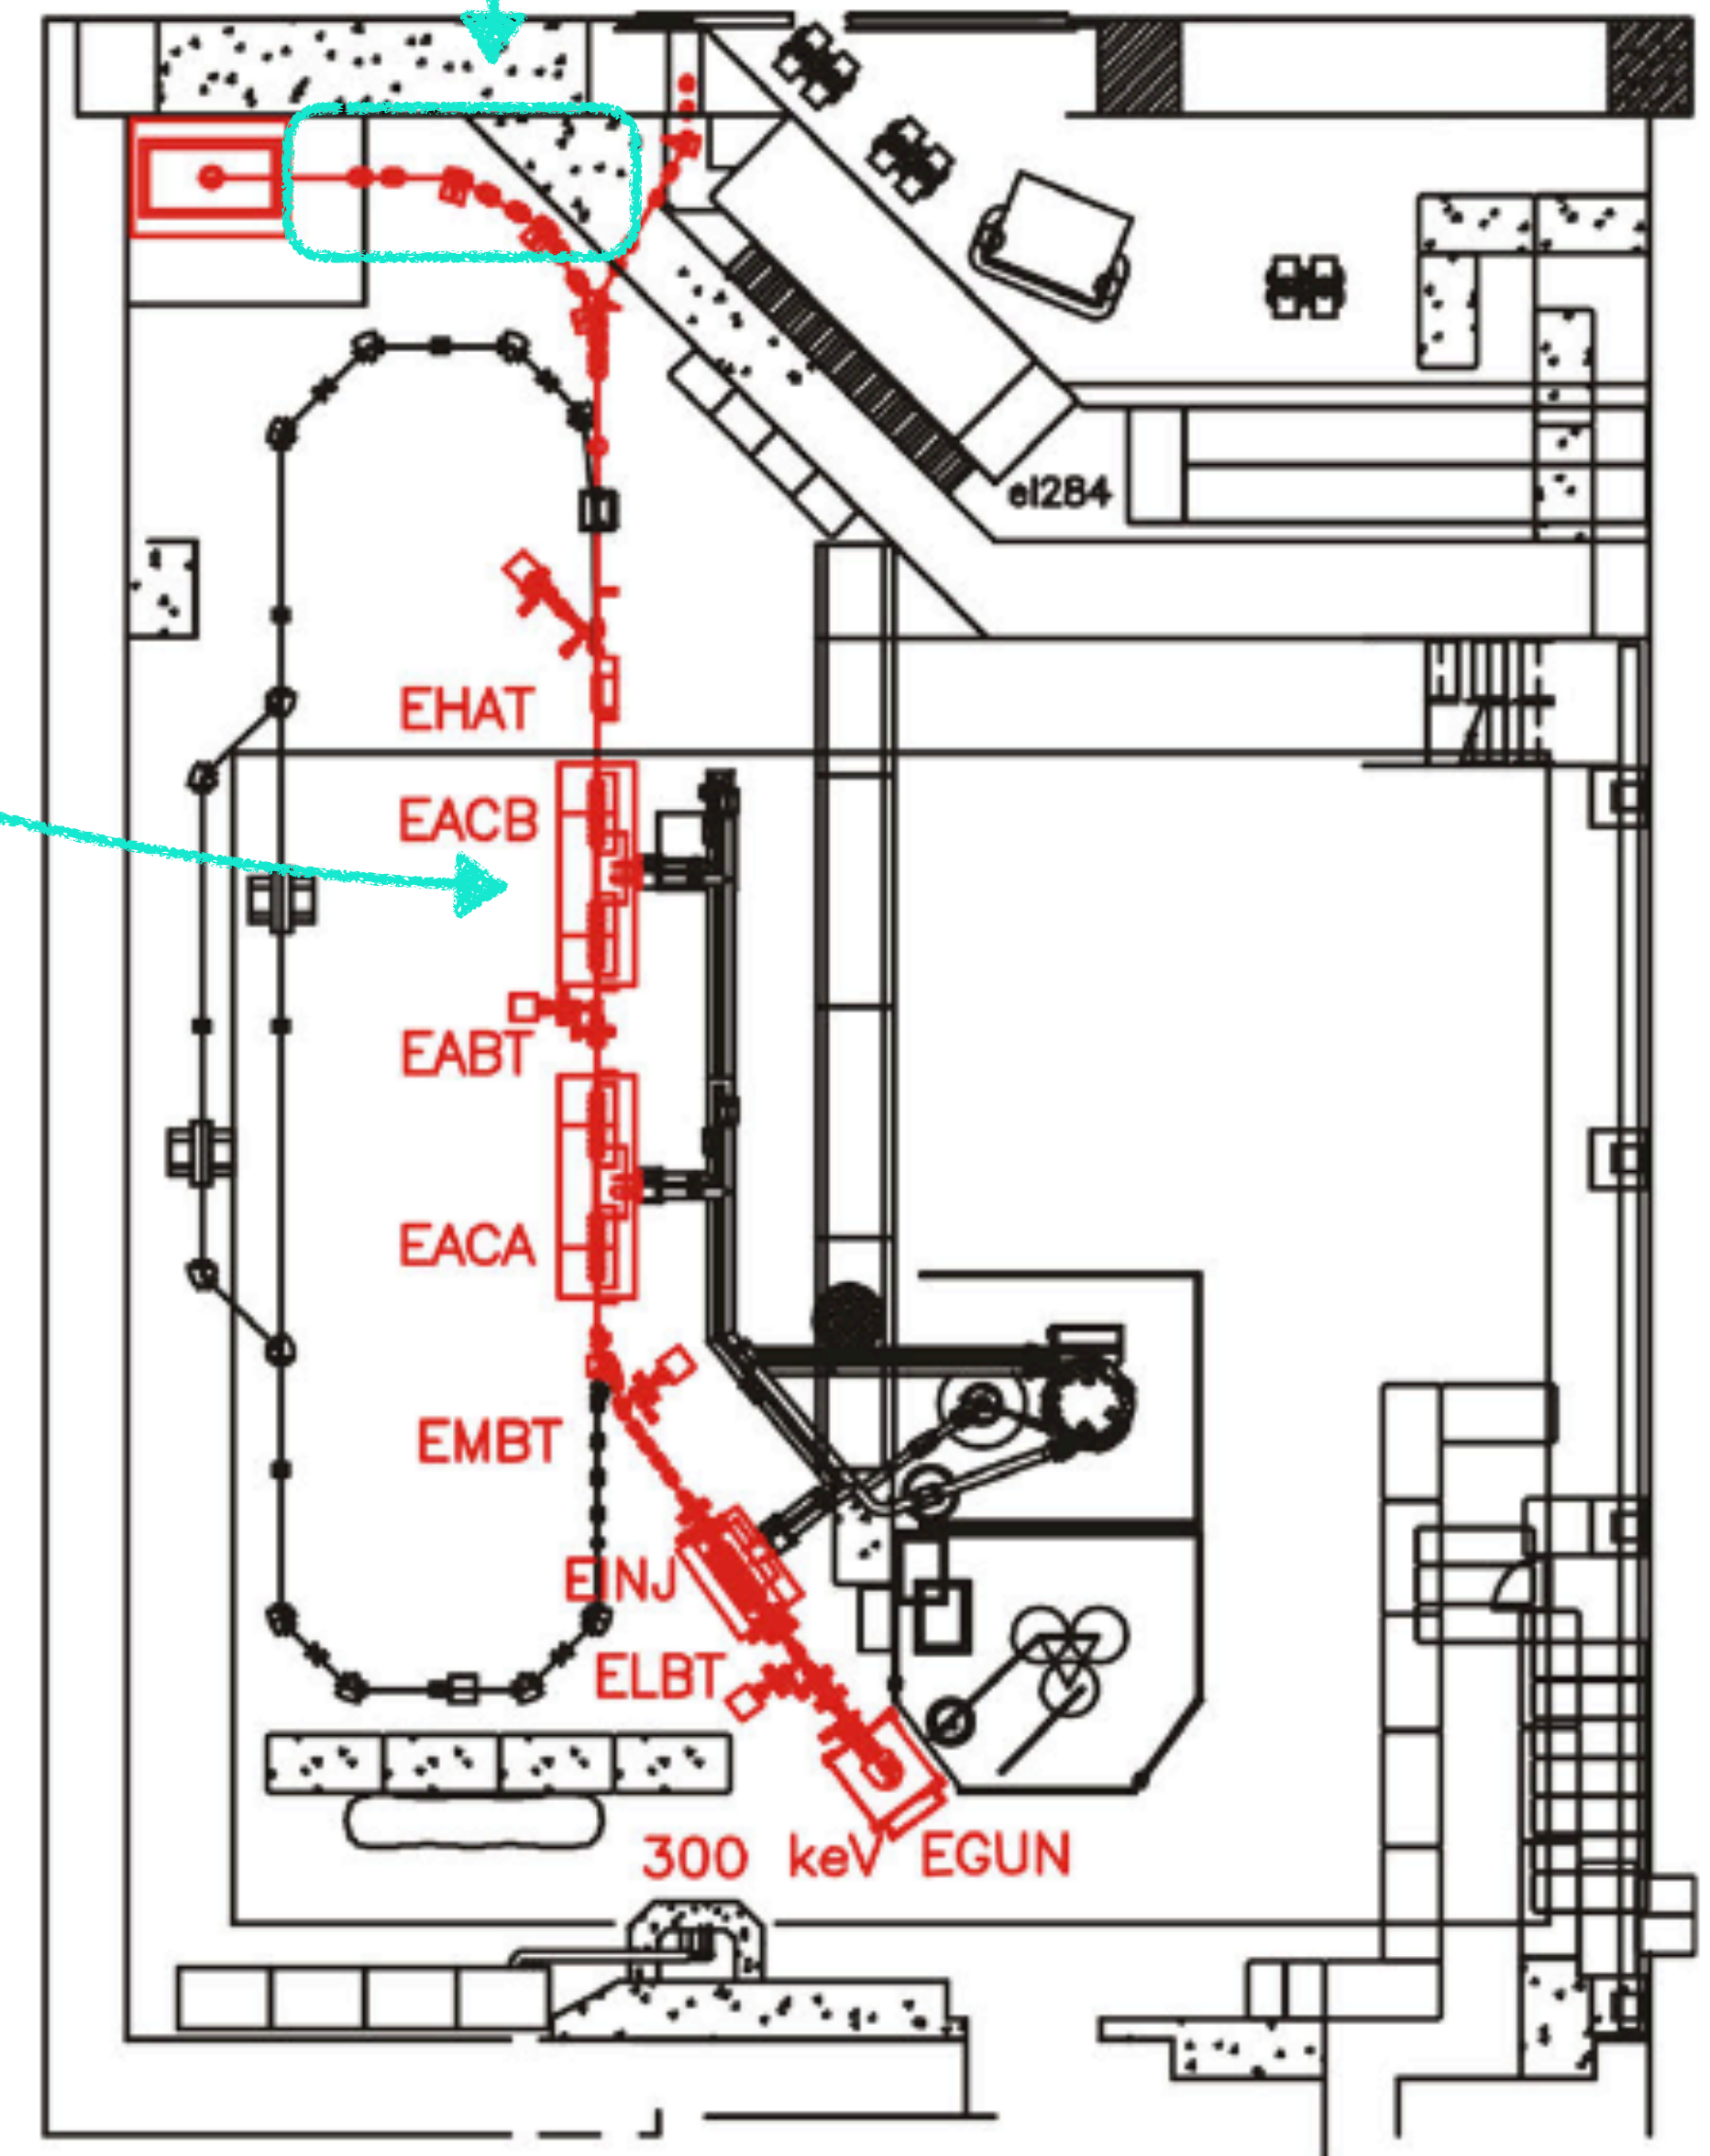 el284
EHAT
EACB
EABT
EACA
EMBT
EINJ
ELBT
300 keV EGUN